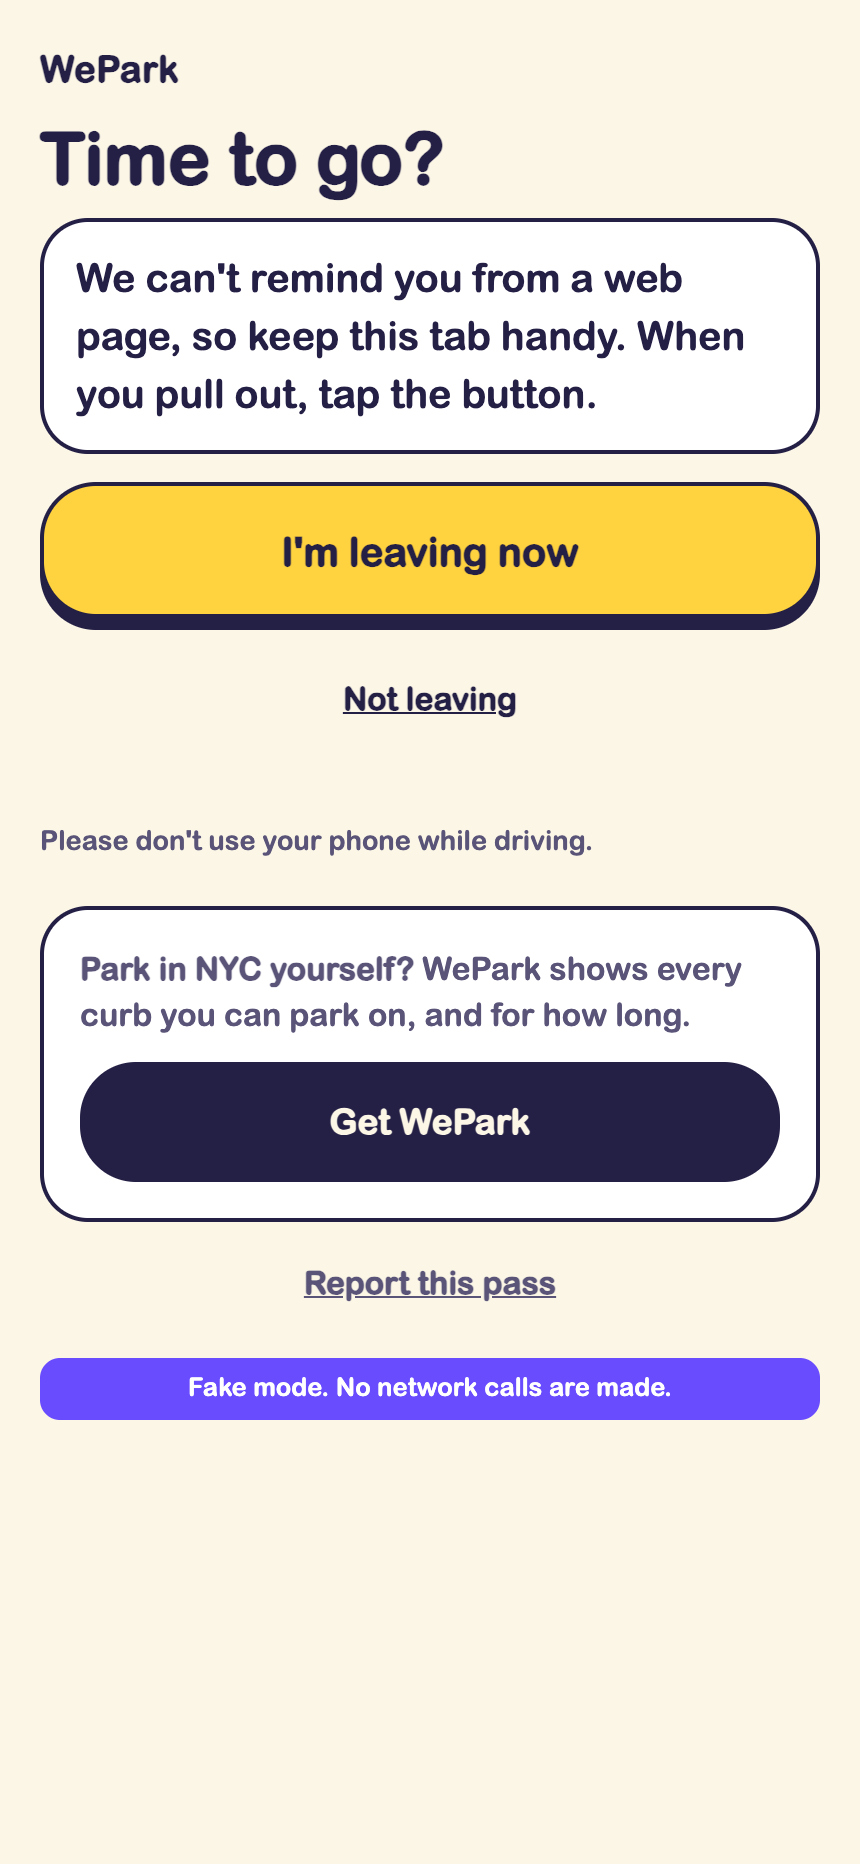 WePark
Time to go?
We can't remind you from a web
page, so keep this tab handy. When
you pull out, tap the button.
I'm leaving now
Not leaving
Please don't use your phone while driving.
Park in NYC yourself? WePark shows every
curb you can park on, and for how long.
Get WePark
Report this pass
Fake mode. No network calls are made.